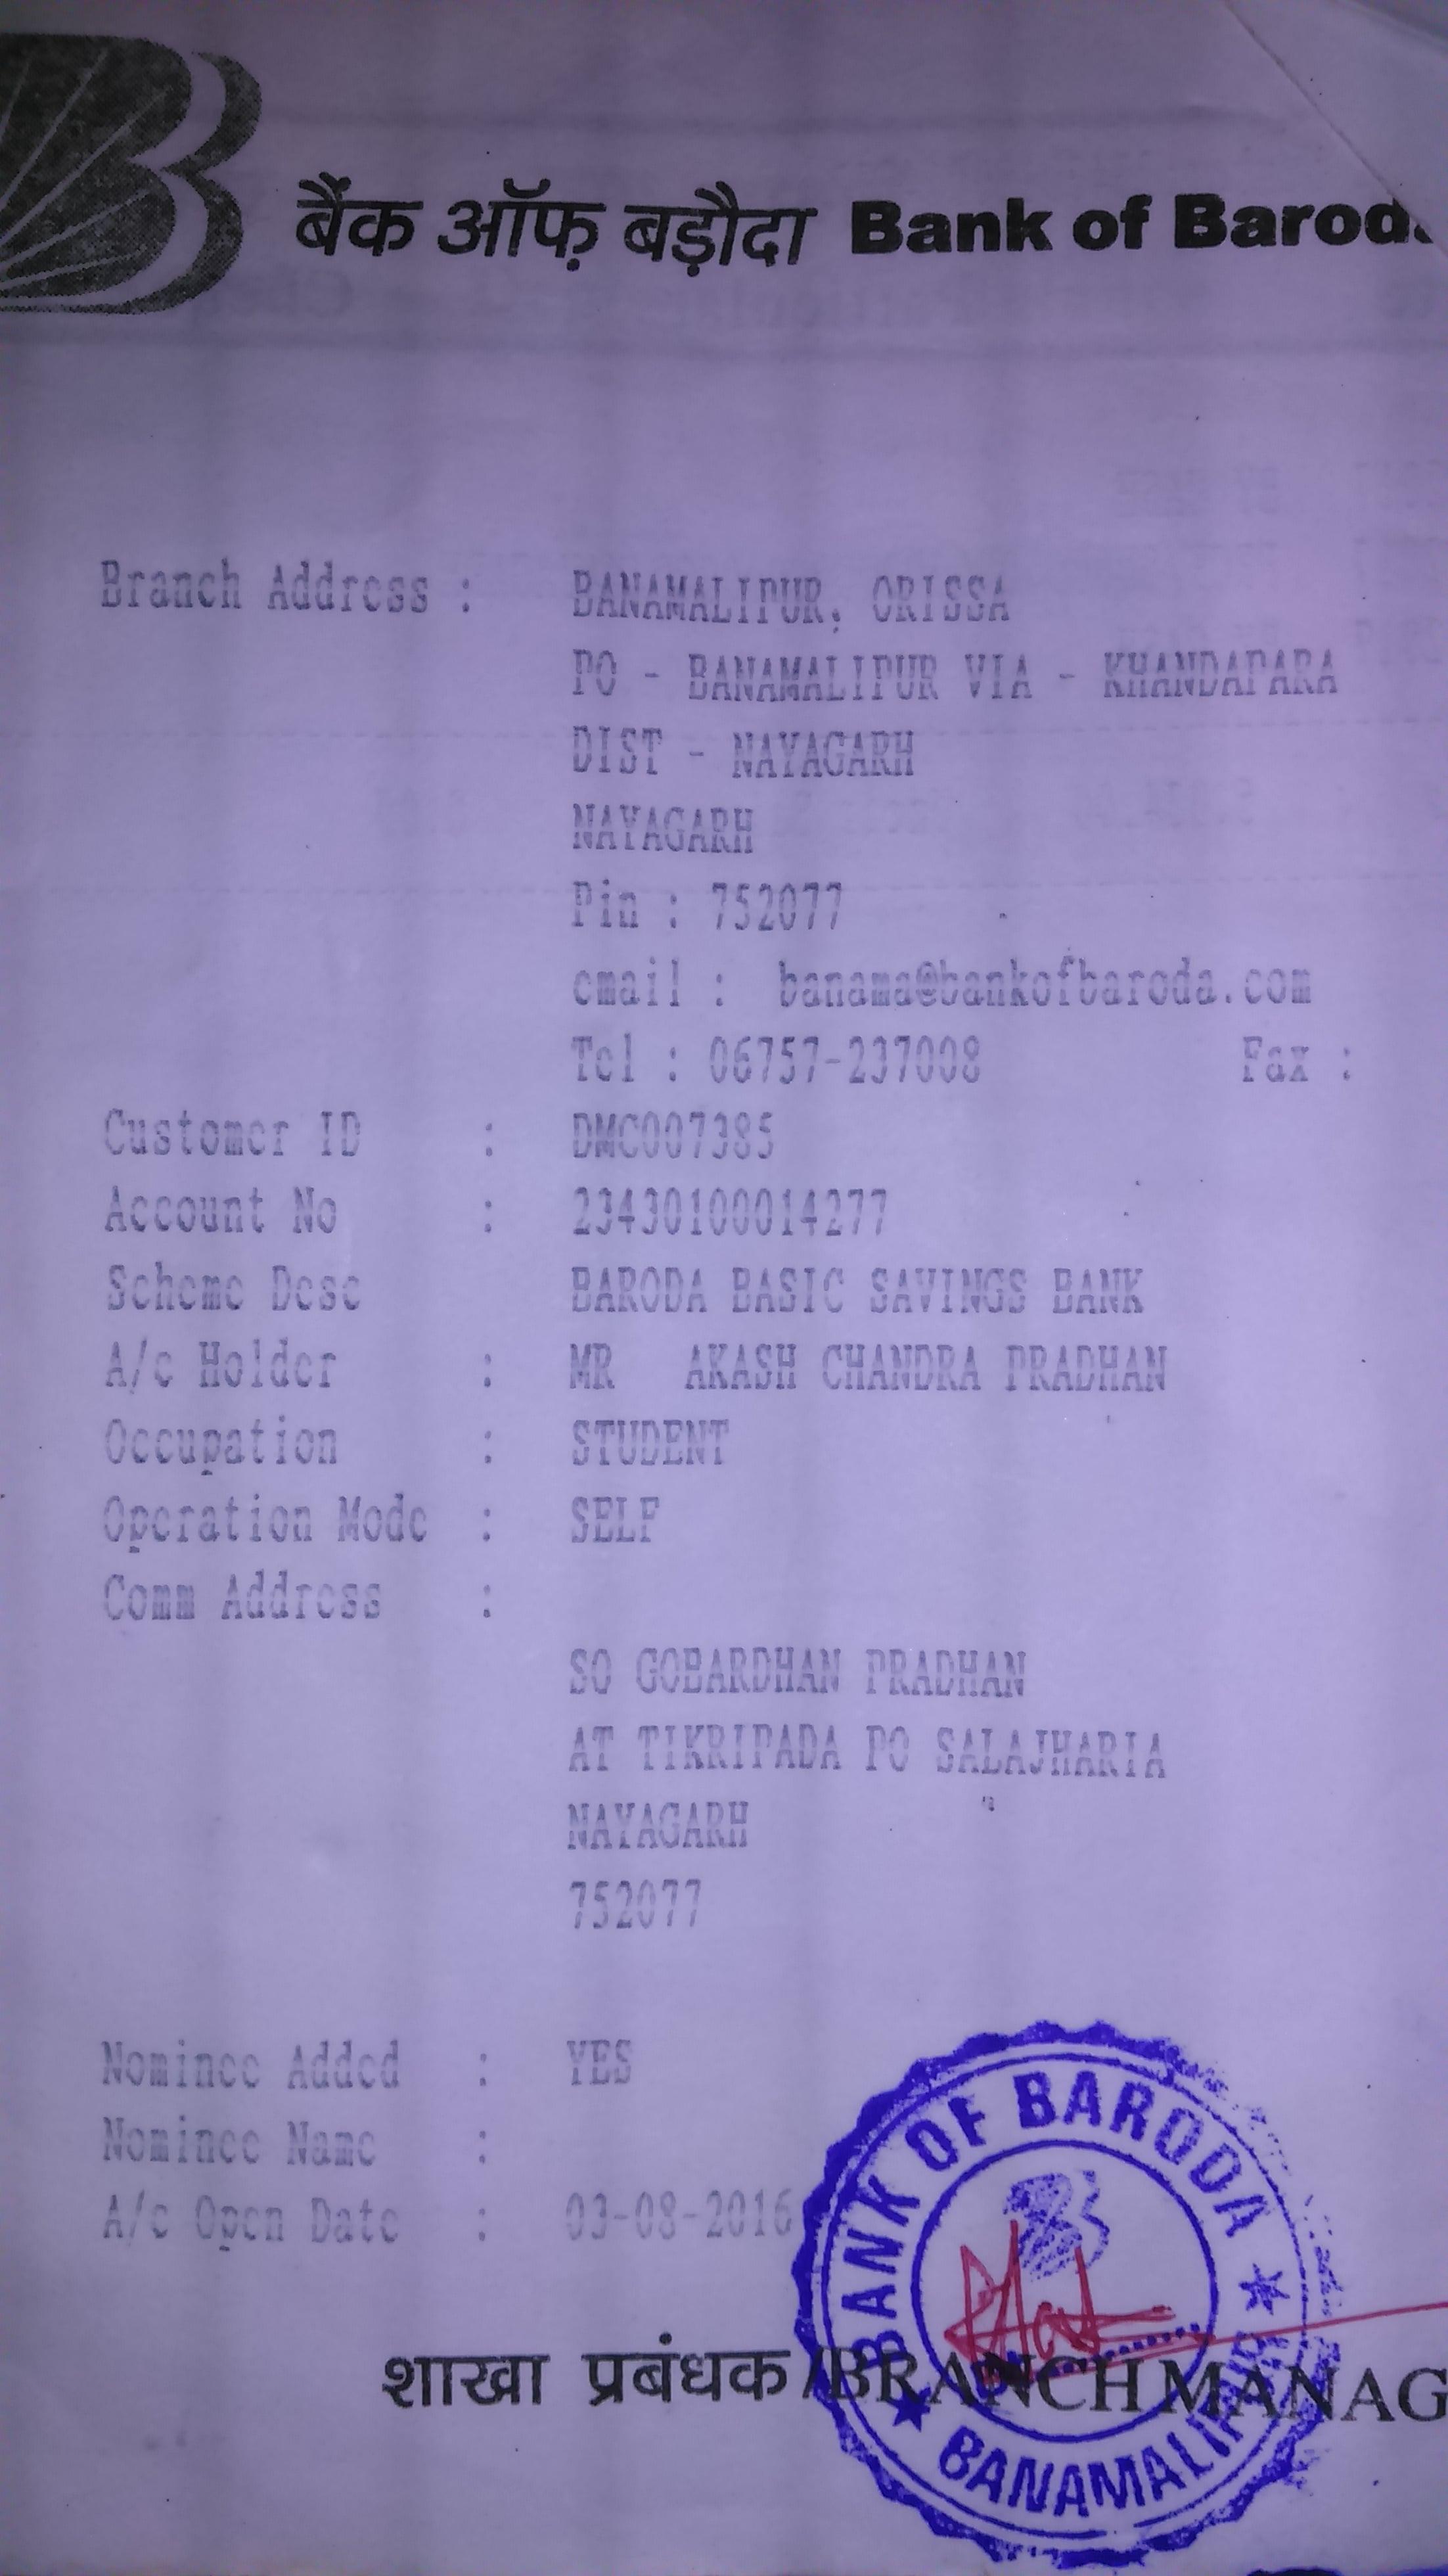 बैंक ऑफ़ बड़ौदा Bank of Barod
Branch Address : BANAMALIPUR, ORISSA
PO - BANAMALIPUR VIA - KHANDAPARA
DIST - NAYAGARH
NAYAGARH
Pin : 752077
email : banama@bankofbaroda.com
Tel : 06757-237008 Fax :
Customer ID : DMC007385
Account No : 23430100014277
Scheme Desc BARODA BASIC SAVINGS BANK
A/c Holder : MR AKASH CHANDRA PRADHAN
Occupation : STUDENT
Operation Mode : SELF
Comm Address :
SO GOBARDHAN PRADHAN
AT TIKRIPADA PO SALAJHARIA
NAYAGARH
752077
Nominee Added : YES
Nominee Name :
A/c Open Date : 03-08-2016
BANK OF BARODA
शाखा प्रबंधक /BRANCH MANAG
BANAMALIPUR